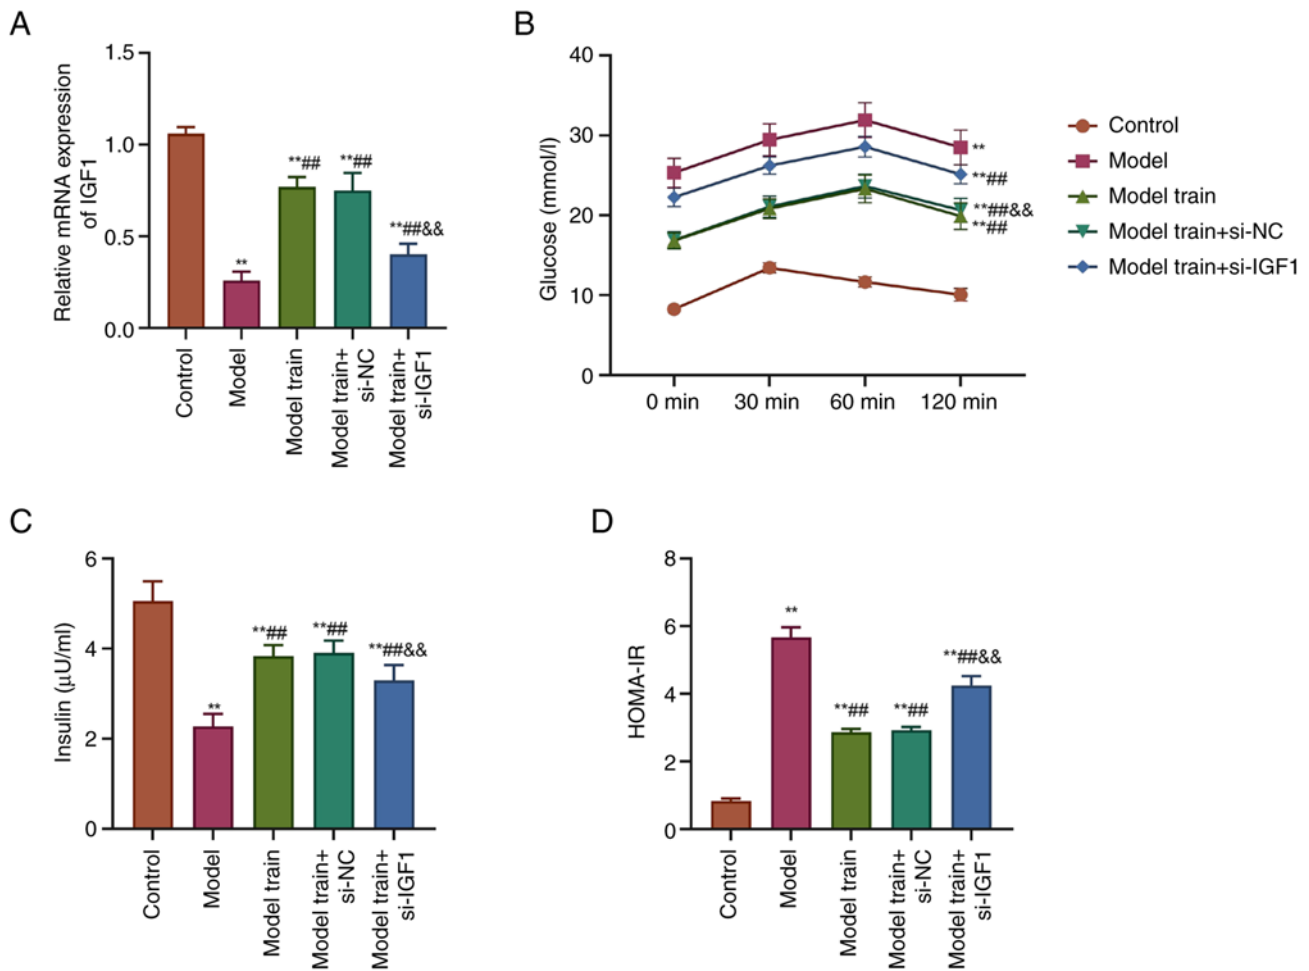 A
Relative mRNA expression
of IGF1
1.5
1.0
0.5
0.0
**
**##
**##
**##&&
Control
Model
Model train
Model train+
si-NC
Model train+
si-IGF1
B
Glucose (mmol/l)
40
30
20
10
0
0 min
30 min
60 min
120 min
**
**##
**##&&
**##
Control
Model
Model train
Model train+si-NC
Model train+si-IGF1
C
Insulin (μU/ml)
6
4
2
0
**
**##
**##
**##&&
Control
Model
Model train
Model train+
si-NC
Model train+
si-IGF1
D
HOMA-IR
8
6
4
2
0
**
**##
**##
**##&&
Control
Model
Model train
Model train+
si-NC
Model train+
si-IGF1